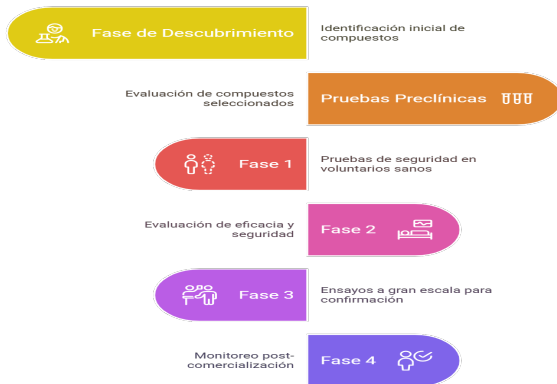 Fase de Descubrimiento
Identificación inicial de
compuestos
Evaluación de compuestos
seleccionados
Pruebas Preclínicas
Fase 1
Pruebas de seguridad en
voluntarios sanos
Evaluación de eficacia y
seguridad
Fase 2
Fase 3
Ensayos a gran escala para
confirmación
Monitoreo post-
comercialización
Fase 4